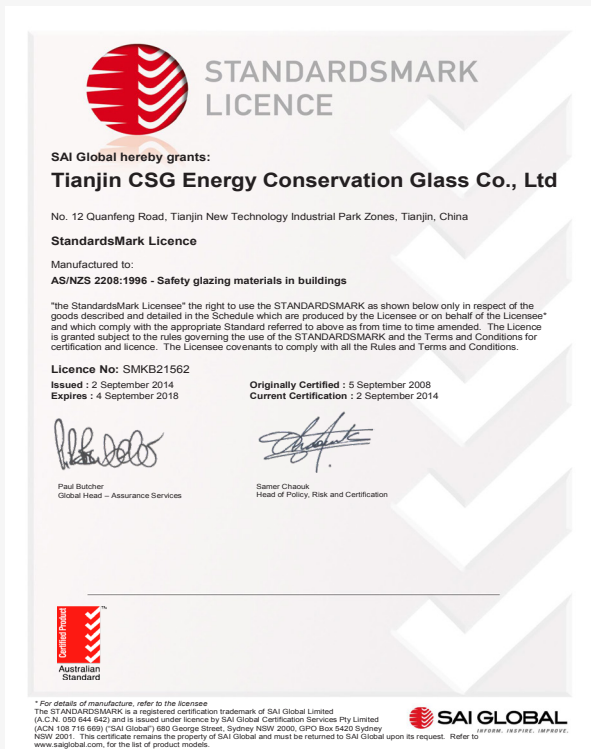 STANDARDSMARK
LICENCE
SAI Global hereby grants:
Tianjin CSG Energy Conservation Glass Co., Ltd
No. 12 Quanfeng Road, Tianjin New Technology Industrial Park Zones, Tianjin, China
StandardsMark Licence
Manufactured to:
AS/NZS 2208:1996 - Safety glazing materials in buildings
"the StandardsMark Licensee" the right to use the STANDARDSMARK as shown below only in respect of the
goods described and detailed in the Schedule which are produced by the Licensee or on behalf of the Licensee*
and which comply with the appropriate Standard referred to above as from time to time amended. The Licence
is granted subject to the rules governing the use of the STANDARDSMARK and the Terms and Conditions for
certification and licence. The Licensee covenants to comply with all the Rules and Terms and Conditions.
Licence No: SMKB21562
Issued : 2 September 2014 Originally Certified : 5 September 2008
Expires : 4 September 2018 Current Certification : 2 September 2014
Paul Butcher Samer Chaouk
Global Head – Assurance Services Head of Policy, Risk and Certification
Certified Product
Australian
Standard
* For details of manufacture, refer to the licensee
The STANDARDSMARK is a registered certification trademark of SAI Global Limited
(A.C.N. 050 644 642) and is issued under licence by SAI Global Certification Services Pty Limited
(ACN 108 716 669) ("SAI Global") 680 George Street, Sydney NSW 2000, GPO Box 5420 Sydney
NSW 2001. This certificate remains the property of SAI Global and must be returned to SAI Global upon its request. Refer to
www.saiglobal.com, for the list of product models.
SAI GLOBAL
INFORM. INSPIRE. IMPROVE.